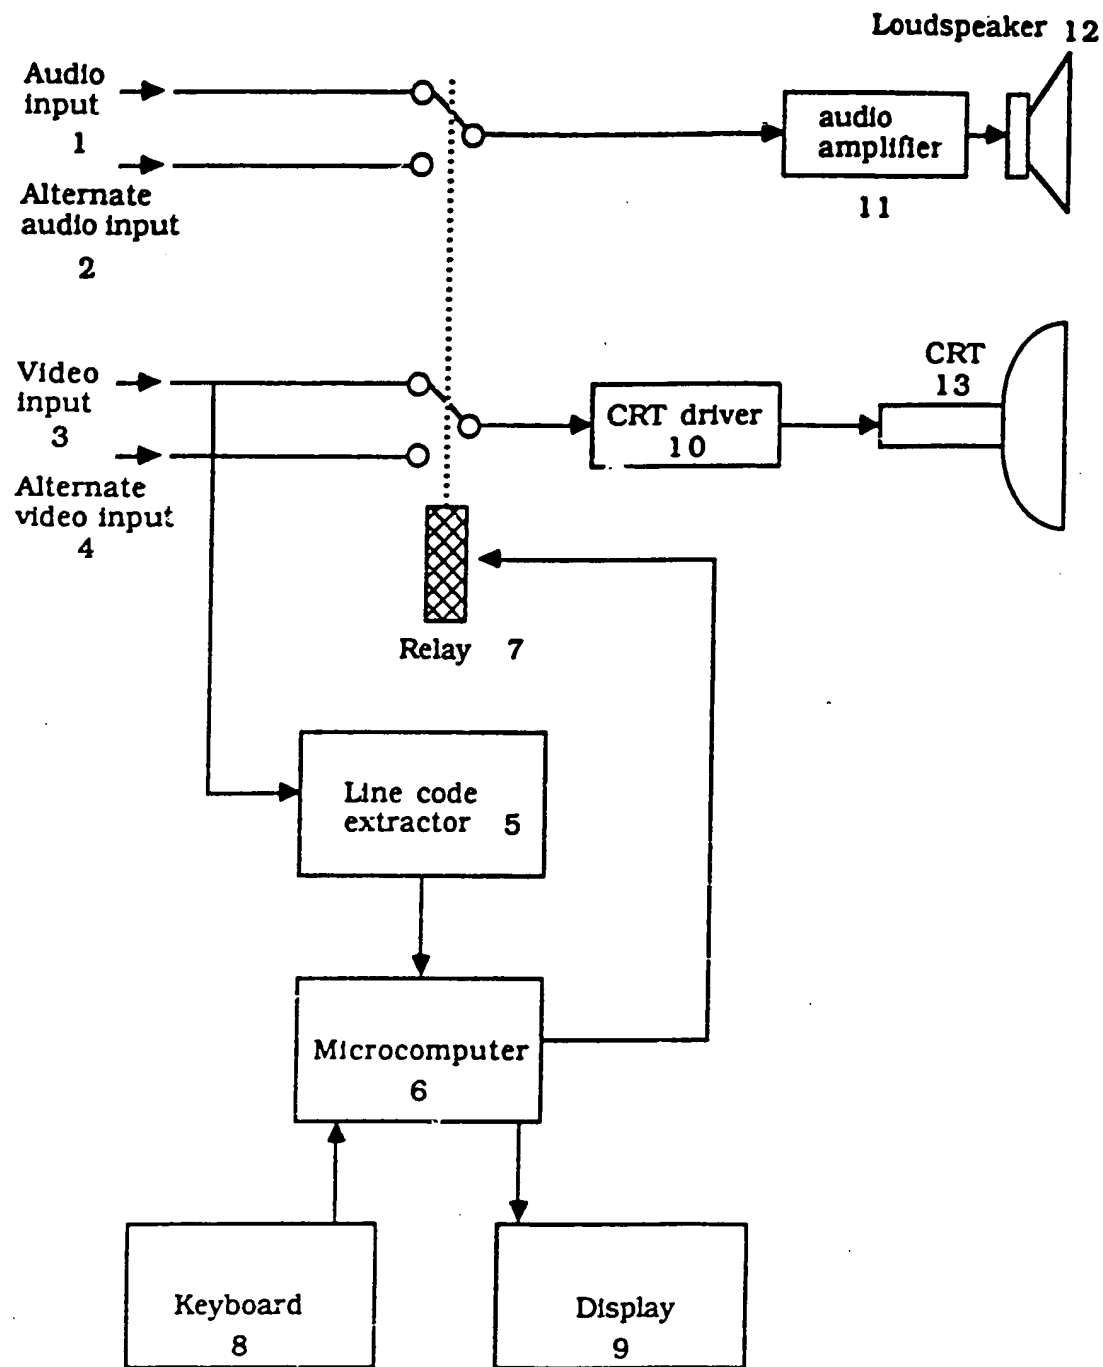 Loudspeaker 12
Audio
input
1
Alternate
audio input
2
audio
amplifier
11
Video
input
3
Alternate
video input
4
CRT
13
CRT driver
10
Relay 7
Line code
extractor 5
Microcomputer
6
Keyboard
8
Display
9